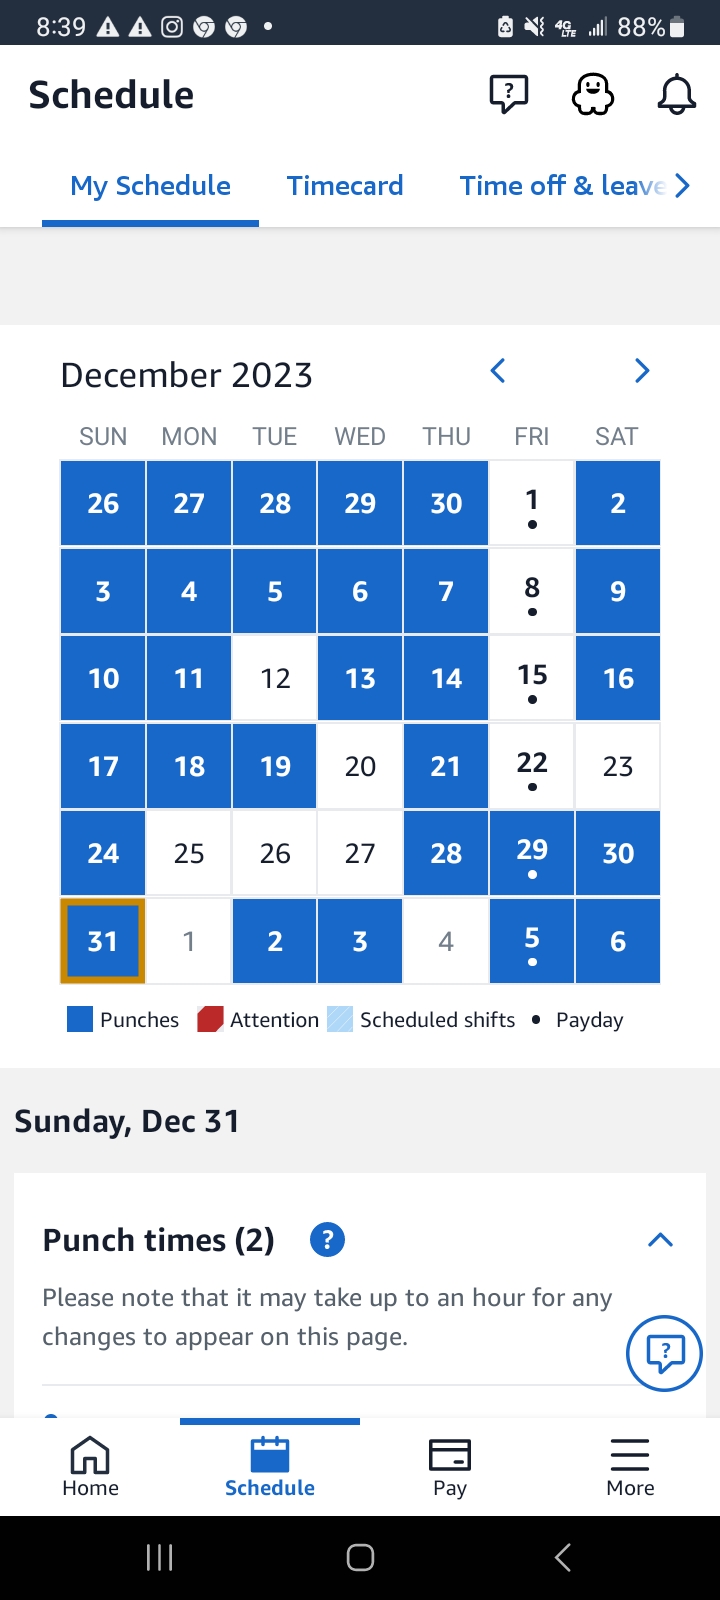 8:39 88%
4G LTE
Schedule
My Schedule Timecard Time off & leave
December 2023
SUN MON TUE WED THU FRI SAT
26 27 28 29 30 1 2
3 4 5 6 7 8 9
10 11 12 13 14 15 16
17 18 19 20 21 22 23
24 25 26 27 28 29 30
31 1 2 3 4 5 6
Punches Attention Scheduled shifts • Payday
Sunday, Dec 31
Punch times (2) ?
Please note that it may take up to an hour for any
changes to appear on this page.
Home Schedule Pay More